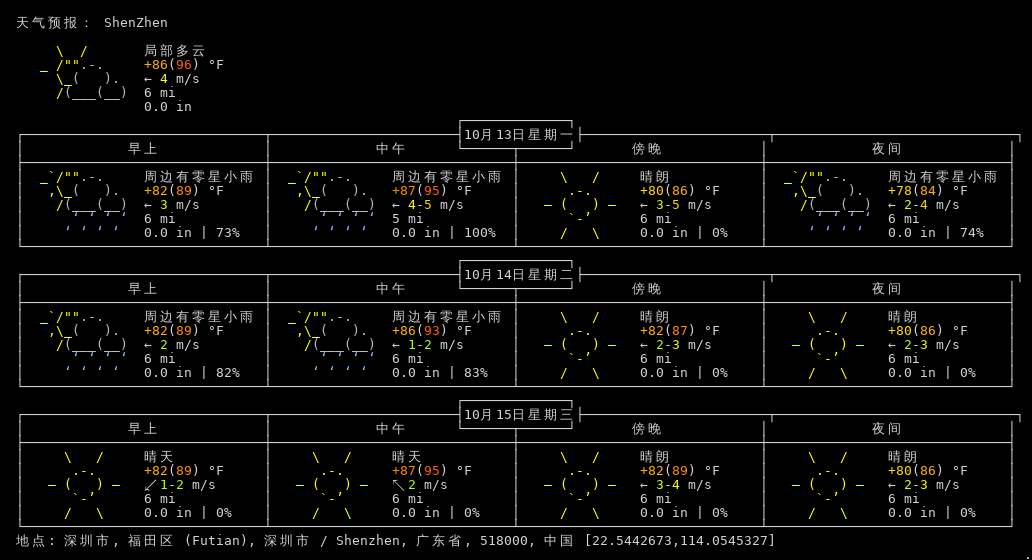 天气预报： ShenZhen
局部多云
+86(96) °F
← 4 m/s
6 mi
0.0 in
10月13日星期一
早上 中午 傍晚 夜间
周边有零星小雨 周边有零星小雨 晴朗 周边有零星小雨
+82(89) °F +87(95) °F +80(86) °F +78(84) °F
← 3 m/s ← 4-5 m/s ← 3-5 m/s ← 2-4 m/s
6 mi 5 mi 6 mi 6 mi
0.0 in | 73% 0.0 in | 100% 0.0 in | 0% 0.0 in | 74%
10月14日星期二
早上 中午 傍晚 夜间
周边有零星小雨 周边有零星小雨 晴朗 晴朗
+82(89) °F +86(93) °F +82(87) °F +80(86) °F
← 2 m/s ← 1-2 m/s ← 2-3 m/s ← 2-3 m/s
6 mi 6 mi 6 mi 6 mi
0.0 in | 82% 0.0 in | 83% 0.0 in | 0% 0.0 in | 0%
10月15日星期三
早上 中午 傍晚 夜间
晴天 晴天 晴朗 晴朗
+82(89) °F +87(95) °F +82(89) °F +80(86) °F
↙ 1-2 m/s ↖ 2 m/s ← 3-4 m/s ← 2-3 m/s
6 mi 6 mi 6 mi 6 mi
0.0 in | 0% 0.0 in | 0% 0.0 in | 0% 0.0 in | 0%
地点: 深圳市, 福田区 (Futian), 深圳市 / Shenzhen, 广东省, 518000, 中国 [22.5442673,114.0545327]